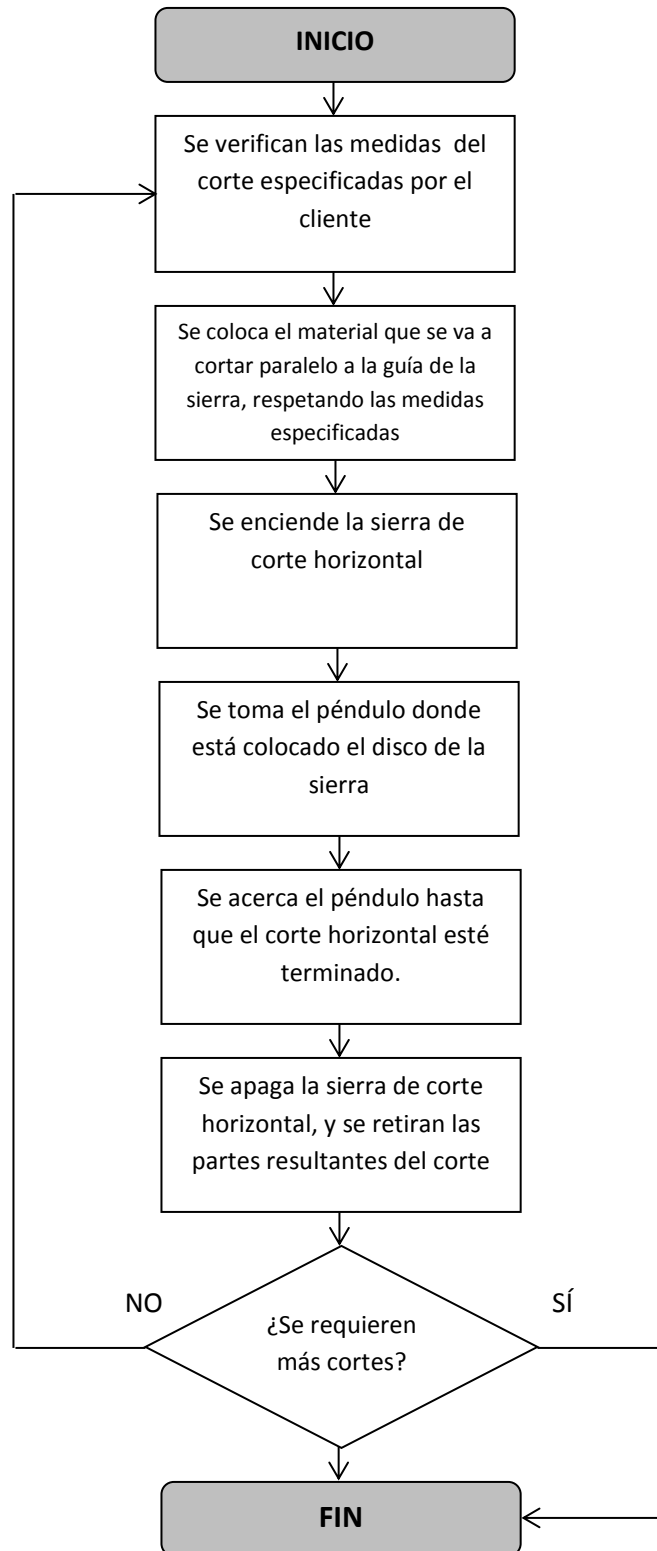 INICIO
Se verifican las medidas del
corte especificadas por el
cliente
Se coloca el material que se va a
cortar paralelo a la guía de la
sierra, respetando las medidas
especificadas
Se enciende la sierra de
corte horizontal
Se toma el péndulo donde
está colocado el disco de la
sierra
Se acerca el péndulo hasta
que el corte horizontal esté
terminado.
Se apaga la sierra de corte
horizontal, y se retiran las
partes resultantes del corte
NO
SÍ
¿Se requieren
más cortes?
FIN